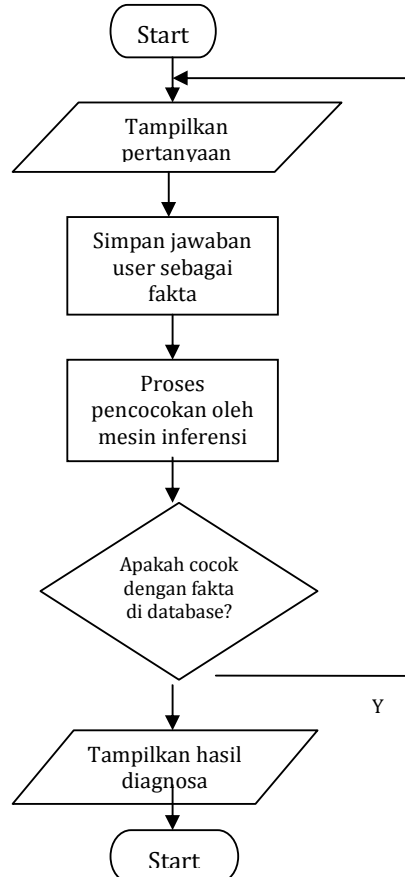 Start
Tampilkan
pertanyaan
Simpan jawaban
user sebagai
fakta
Proses
pencocokan oleh
mesin inferensi
Apakah cocok
dengan fakta
di database?
Y
Tampilkan hasil
diagnosa
Start